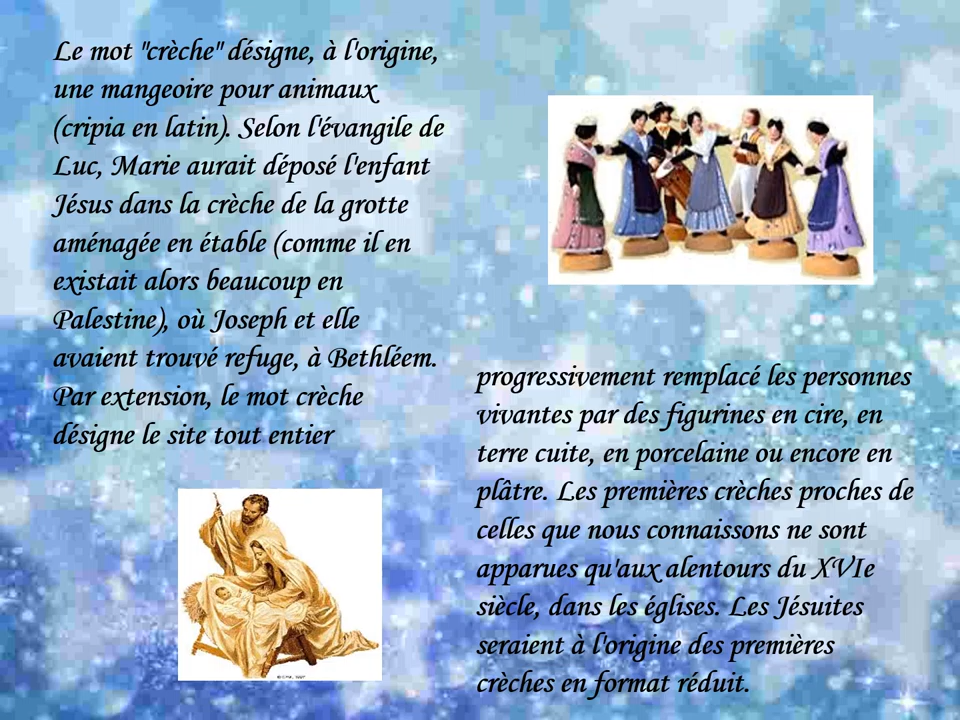 Le mot "crèche" désigne, à l'origine,
une mangeoire pour animaux
(cripia en latin). Selon l'évangile de
Luc, Marie aurait déposé l'enfant
Jésus dans la crèche de la grotte
aménagée en étable (comme il en
existait alors beaucoup en
Palestine), où Joseph et elle
avaient trouvé refuge, à Bethléem.
Par extension, le mot crèche
désigne le site tout entier
progressivement remplacé les personnes
vivantes par des figurines en cire, en
terre cuite, en porcelaine ou encore en
plâtre. Les premières crèches proches de
celles que nous connaissons ne sont
apparues qu'aux alentours du XVIe
siècle, dans les églises. Les Jésuites
seraient à l'origine des premières
crèches en format réduit.